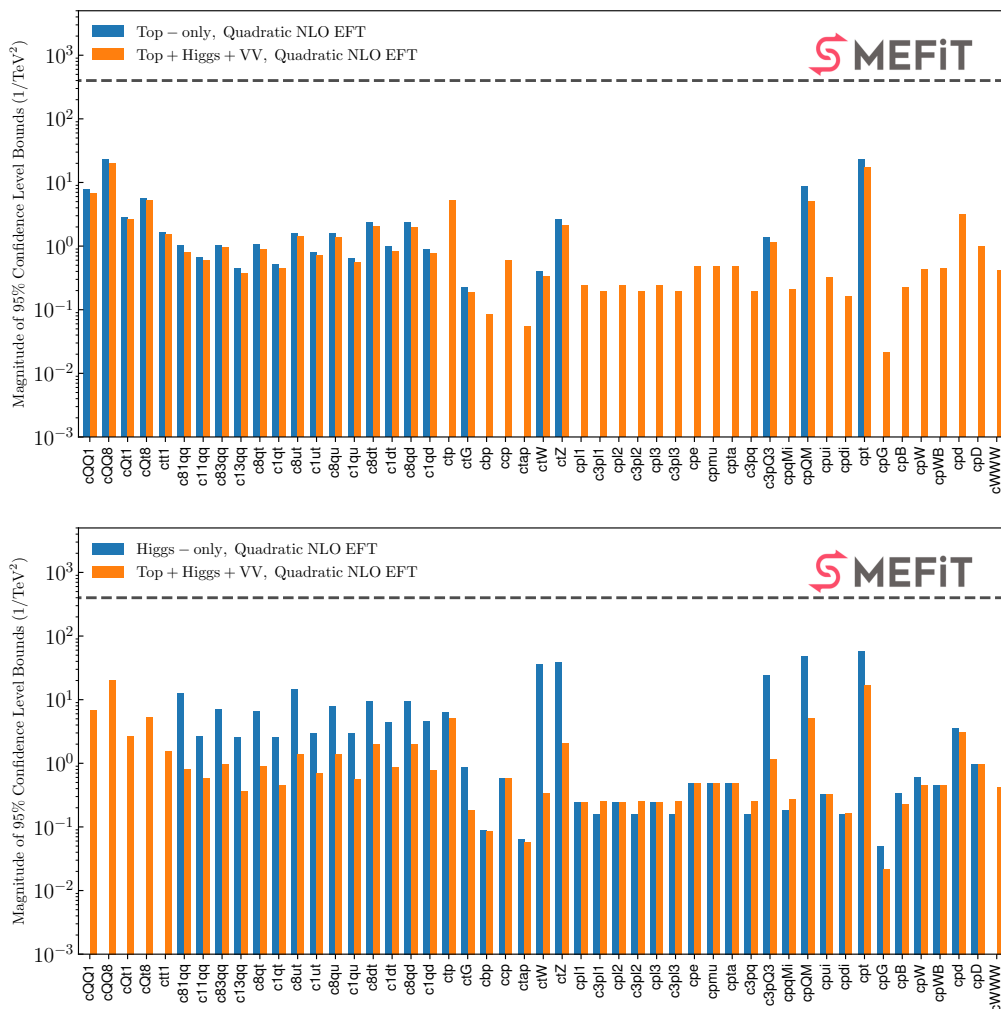 Top − only, Quadratic NLO EFT
Top + Higgs + VV, Quadratic NLO EFT
SMEFiT
Magnitude of 95% Confidence Level Bounds (1/TeV²)
10³
10²
10¹
10⁰
10⁻¹
10⁻²
10⁻³
cQQ1 cQQ8 cQt1 cQt8 ctt1 c81qq c11qq c83qq c13qq c8qt c1qt c8ut c1ut c8qu c1qu c8dt c1dt c8qd c1qd ctp ctG cbp ccp ctap ctW ctZ cpl1 c3pl1 cpl2 c3pl2 cpl3 c3pl3 cpe cpmu cpta c3pq c3pQ3 cpqMi cpQM cpui cpdi cpt cpG cpB cpW cpWB cpd cpD cWWW
Higgs − only, Quadratic NLO EFT
Top + Higgs + VV, Quadratic NLO EFT
SMEFiT
Magnitude of 95% Confidence Level Bounds (1/TeV²)
10³
10²
10¹
10⁰
10⁻¹
10⁻²
10⁻³
cQQ1 cQQ8 cQt1 cQt8 ctt1 c81qq c11qq c83qq c13qq c8qt c1qt c8ut c1ut c8qu c1qu c8dt c1dt c8qd c1qd ctp ctG cbp ccp ctap ctW ctZ cpl1 c3pl1 cpl2 c3pl2 cpl3 c3pl3 cpe cpmu cpta c3pq c3pQ3 cpqMi cpQM cpui cpdi cpt cpG cpB cpW cpWB cpd cpD cWWW